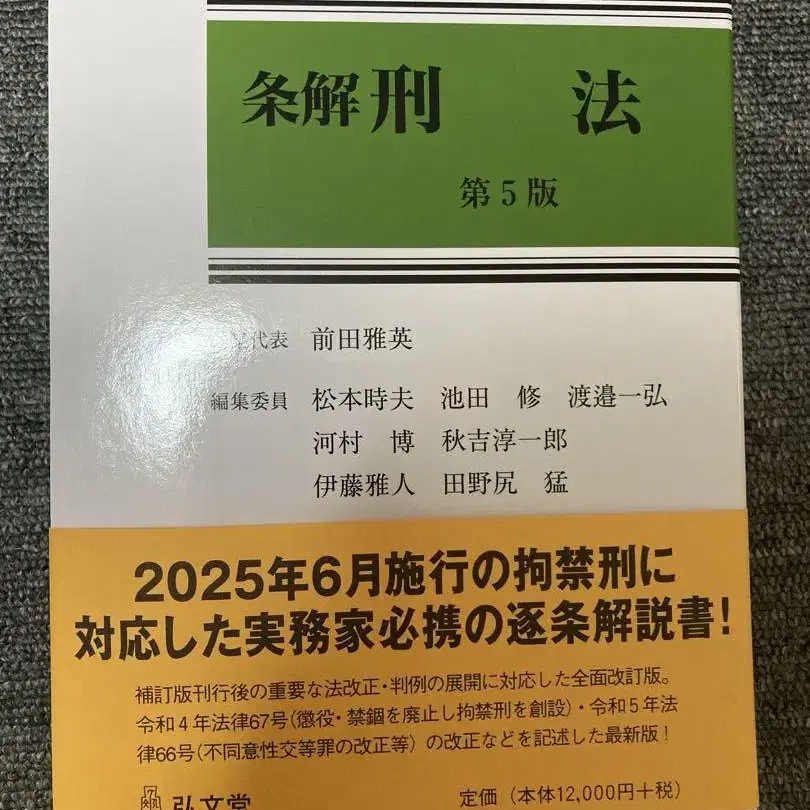 条解刑 法
第5版
代表 前田雅英
編集委員 松本時夫 池田 修 渡邉一弘
河村 博 秋吉淳一郎
伊藤雅人 田野尻 猛
2025年6月施行の拘禁刑に
対応した実務家必携の逐条解説書!
補訂版刊行後の重要な法改正・判例の展開に対応した全面改訂版。
令和4年法律67号(懲役・禁錮を廃止し拘禁刑を創設)・令和5年法
律66号(不同意性交等罪の改正等)の改正などを記述した最新版!
弘文堂 定価(本体12,000円+税)